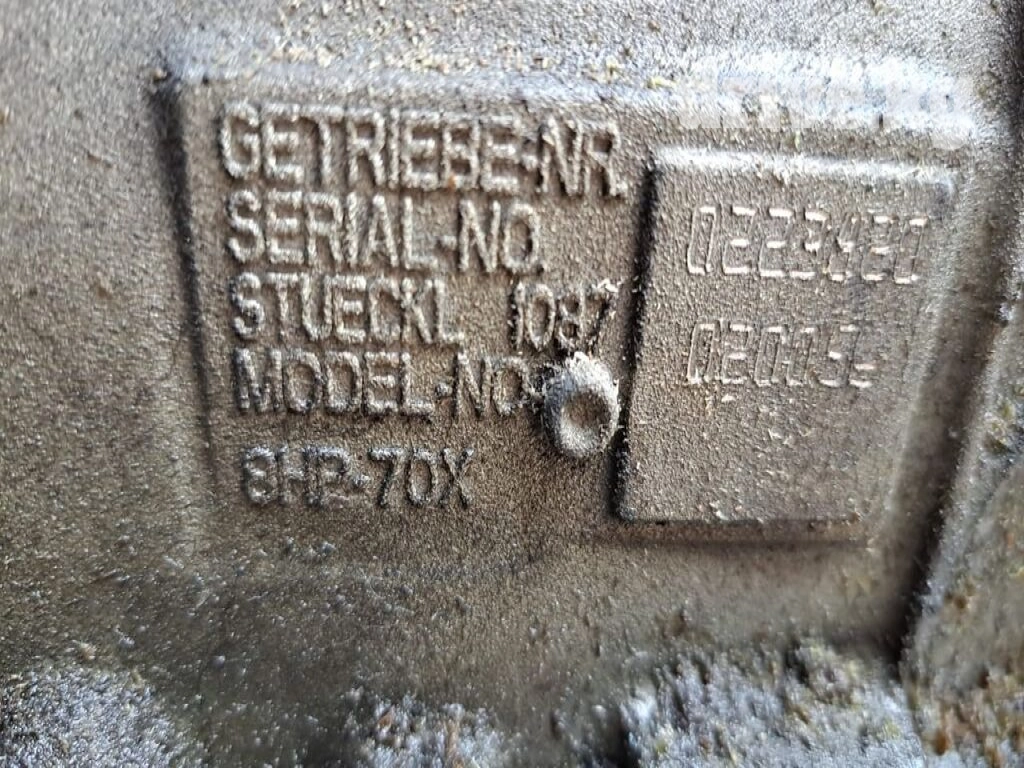 GETRIEBE-NR.
SERIAL-NO.
STUECKL 1087
MODEL-NO
8HP-70X